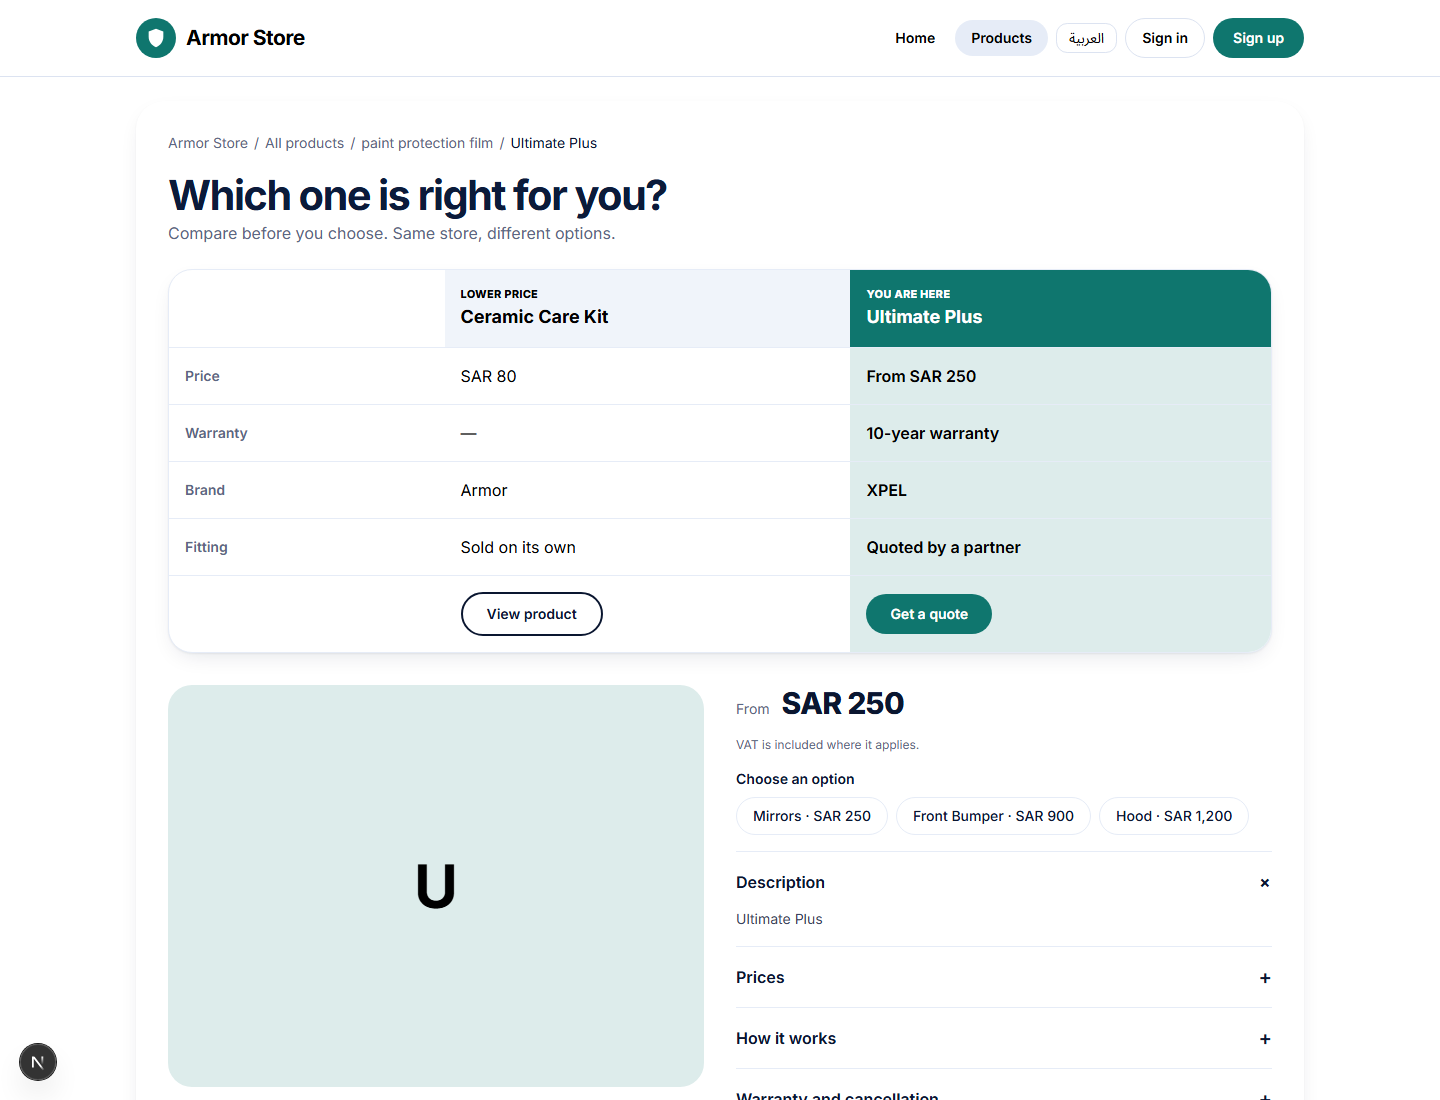 Armor Store
Home
Products
العربية
Sign in
Sign up
Armor Store / All products / paint protection film / Ultimate Plus
Which one is right for you?
Compare before you choose. Same store, different options.
LOWER PRICE
Ceramic Care Kit
YOU ARE HERE
Ultimate Plus
Price
SAR 80
From SAR 250
Warranty
—
10-year warranty
Brand
Armor
XPEL
Fitting
Sold on its own
Quoted by a partner
View product
Get a quote
U
From SAR 250
VAT is included where it applies.
Choose an option
Mirrors · SAR 250
Front Bumper · SAR 900
Hood · SAR 1,200
Description
×
Ultimate Plus
Prices
+
How it works
+
Warranty and cancellation
+
N